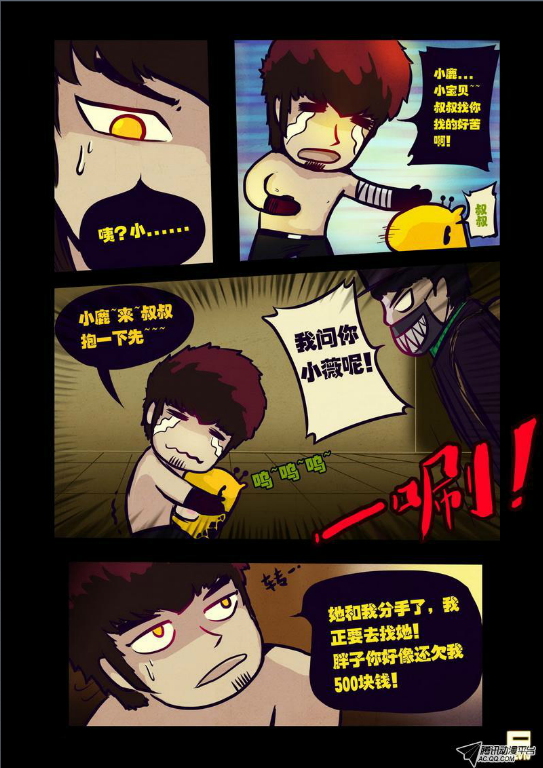 咦？小......
小鹿...
小宝贝~~
叔叔找你
找的好苦
啊！
叔叔
小鹿~来~叔叔
抱一下先~~~
我问你
小薇呢！
呜~呜~呜~
一唰！
转一
她和我分手了，我
正要去找她！
胖子你好像还欠我
500块钱！
腾讯动漫平台
AC.QQ.COM